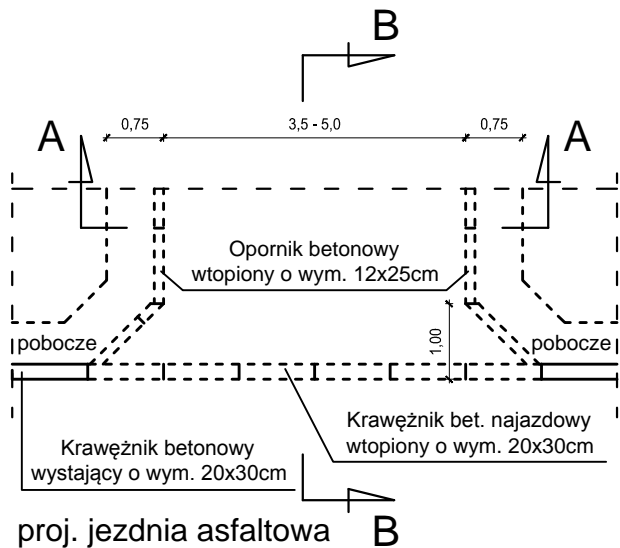 B
0,75
3,5 - 5,0
0,75
A
A
Opornik betonowy
wtopiony o wym. 12x25cm
1,00
pobocze
pobocze
Krawężnik bet. najazdowy
wtopiony o wym. 20x30cm
Krawężnik betonowy
wystający o wym. 20x30cm
proj. jezdnia asfaltowa
B